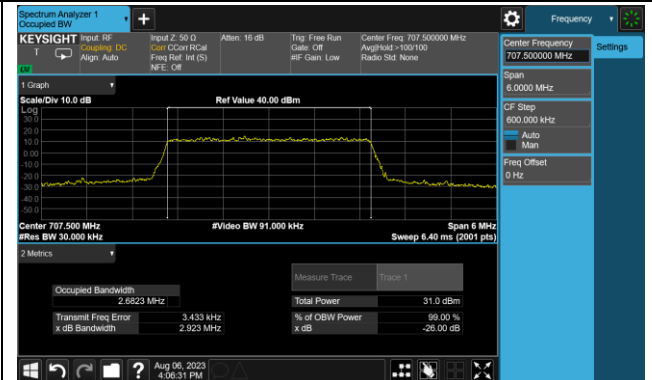 Spectrum Analyzer 1
Occupied BW
Frequency
KEYSIGHT
Input: RF
Coupling: DC
Align: Auto
Input Z: 50 Ω
Corr CCorr RCal
Freq Ref: Int (S)
NFE: Off
Atten: 16 dB
Trig: Free Run
Gate: Off
#IF Gain: Low
Center Freq: 707.500000 MHz
Avg|Hold:>100/100
Radio Std: None
Center Frequency
707.500000 MHz
Settings
Span
6.0000 MHz
CF Step
600.000 kHz
Auto
Man
Freq Offset
0 Hz
1 Graph
Scale/Div 10.0 dB
Ref Value 40.00 dBm
Log
30.0
20.0
10.0
0.00
-10.0
-20.0
-30.0
-40.0
-50.0
Center 707.500 MHz
#Video BW 91.000 kHz
Span 6 MHz
#Res BW 30.000 kHz
Sweep 6.40 ms (2001 pts)
2 Metrics
Measure Trace
Trace 1
Occupied Bandwidth
2.6823 MHz
Total Power
31.0 dBm
Transmit Freq Error
3.433 kHz
% of OBW Power
99.00 %
x dB Bandwidth
2.923 MHz
x dB
-26.00 dB
Aug 06, 2023
4:06:31 PM